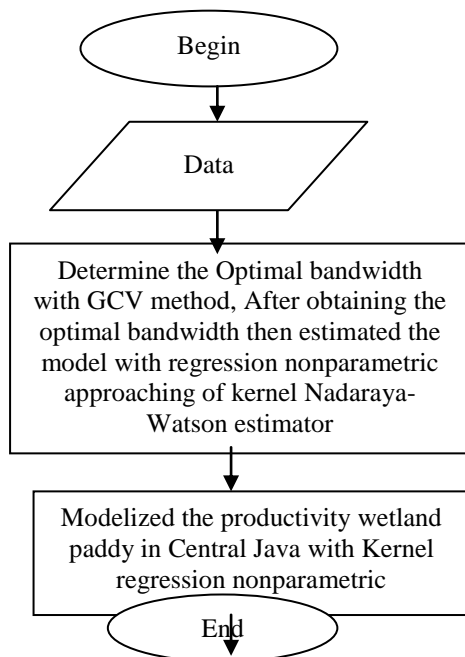 Begin
Data
Determine the Optimal bandwidth
with GCV method, After obtaining the
optimal bandwidth then estimated the
model with regression nonparametric
approaching of kernel Nadaraya-
Watson estimator
Modelized the productivity wetland
paddy in Central Java with Kernel
regression nonparametric
End